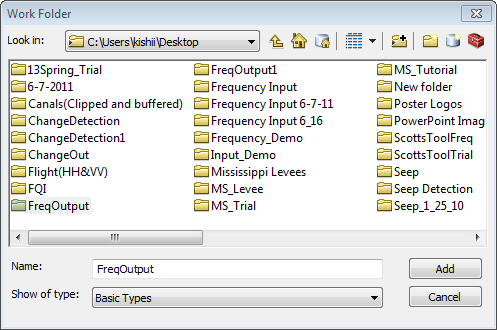 Work Folder
Look in: C:\Users\kishii\Desktop
13Spring_Trial FreqOutput1 MS_Tutorial
6-7-2011 Frequency Input New folder
Canals(Clipped and buffered) Frequency Input 6-7-11 Poster Logos
ChangeDetection Frequency Input 6_16 PowerPoint Imag
ChangeDetection1 Frequency_Demo ScottsToolFreq
ChangeOut Input_Demo ScottsToolTrial
Flight(HH&VV) Mississippi Levees Seep
FQI MS_Levee Seep Detection
FreqOutput MS_Trial Seep_1_25_10
Name: FreqOutput Add
Show of type: Basic Types Cancel